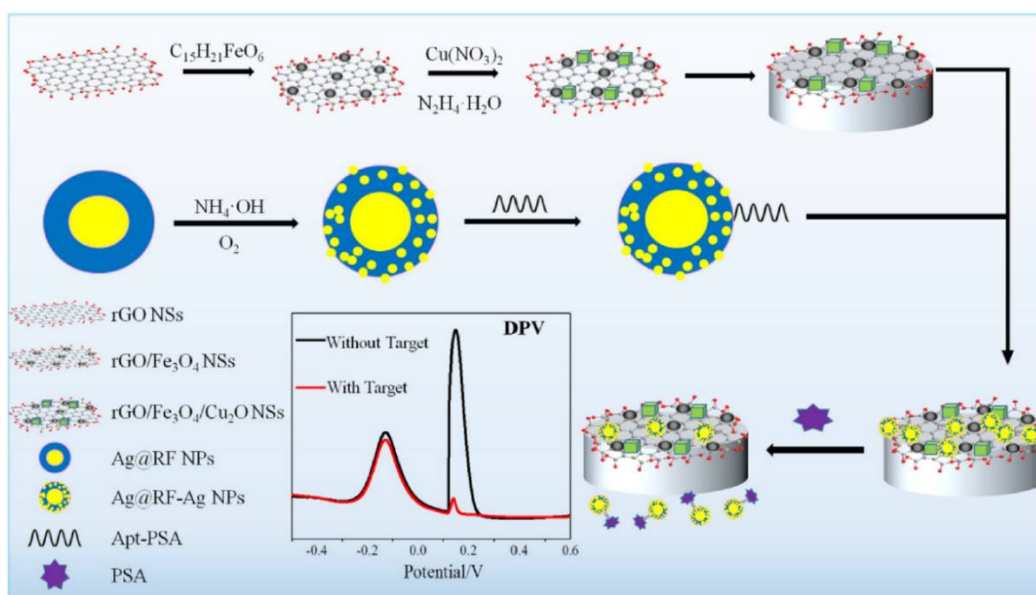 C₁₅H₂₁FeO₆
Cu(NO₃)₂
N₂H₄·H₂O
NH₄·OH
O₂
rGO NSs
rGO/Fe₃O₄ NSs
rGO/Fe₃O₄/Cu₂O NSs
Ag@RF NPs
Ag@RF-Ag NPs
Apt-PSA
PSA
DPV
Without Target
With Target
-0.4 -0.2 0.0 0.2 0.4 0.6
Potential/V